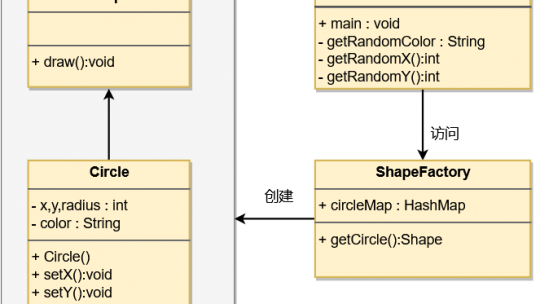 + draw():void
+ main : void
- getRandomColor : String
- getRandomX():int
- getRandomY():int
访问
Circle
- x,y,radius : int
- color : String
+ Circle()
+ setX():void
+ setY():void
创建
ShapeFactory
+ circleMap : HashMap
+ getCircle():Shape